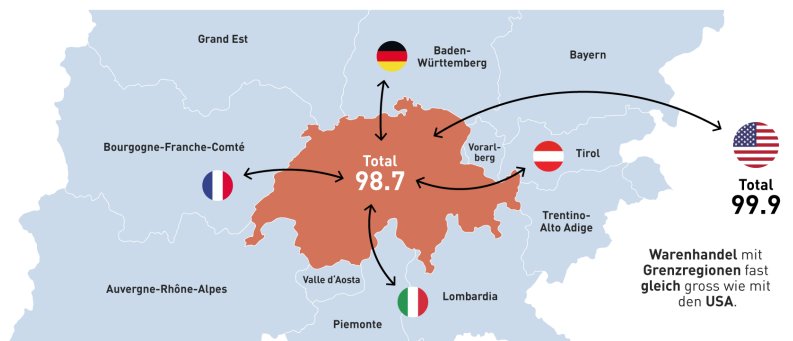 Grand Est
Baden-
Württemberg
Bayern
Bourgogne-Franche-Comté
Vorarl-
berg
Tirol
Total
98.7
Total
99.9
Trentino-
Alto Adige
Warenhandel mit
Grenzregionen fast
gleich gross wie mit
den USA.
Valle d'Aosta
Auvergne-Rhône-Alpes
Lombardia
Piemonte